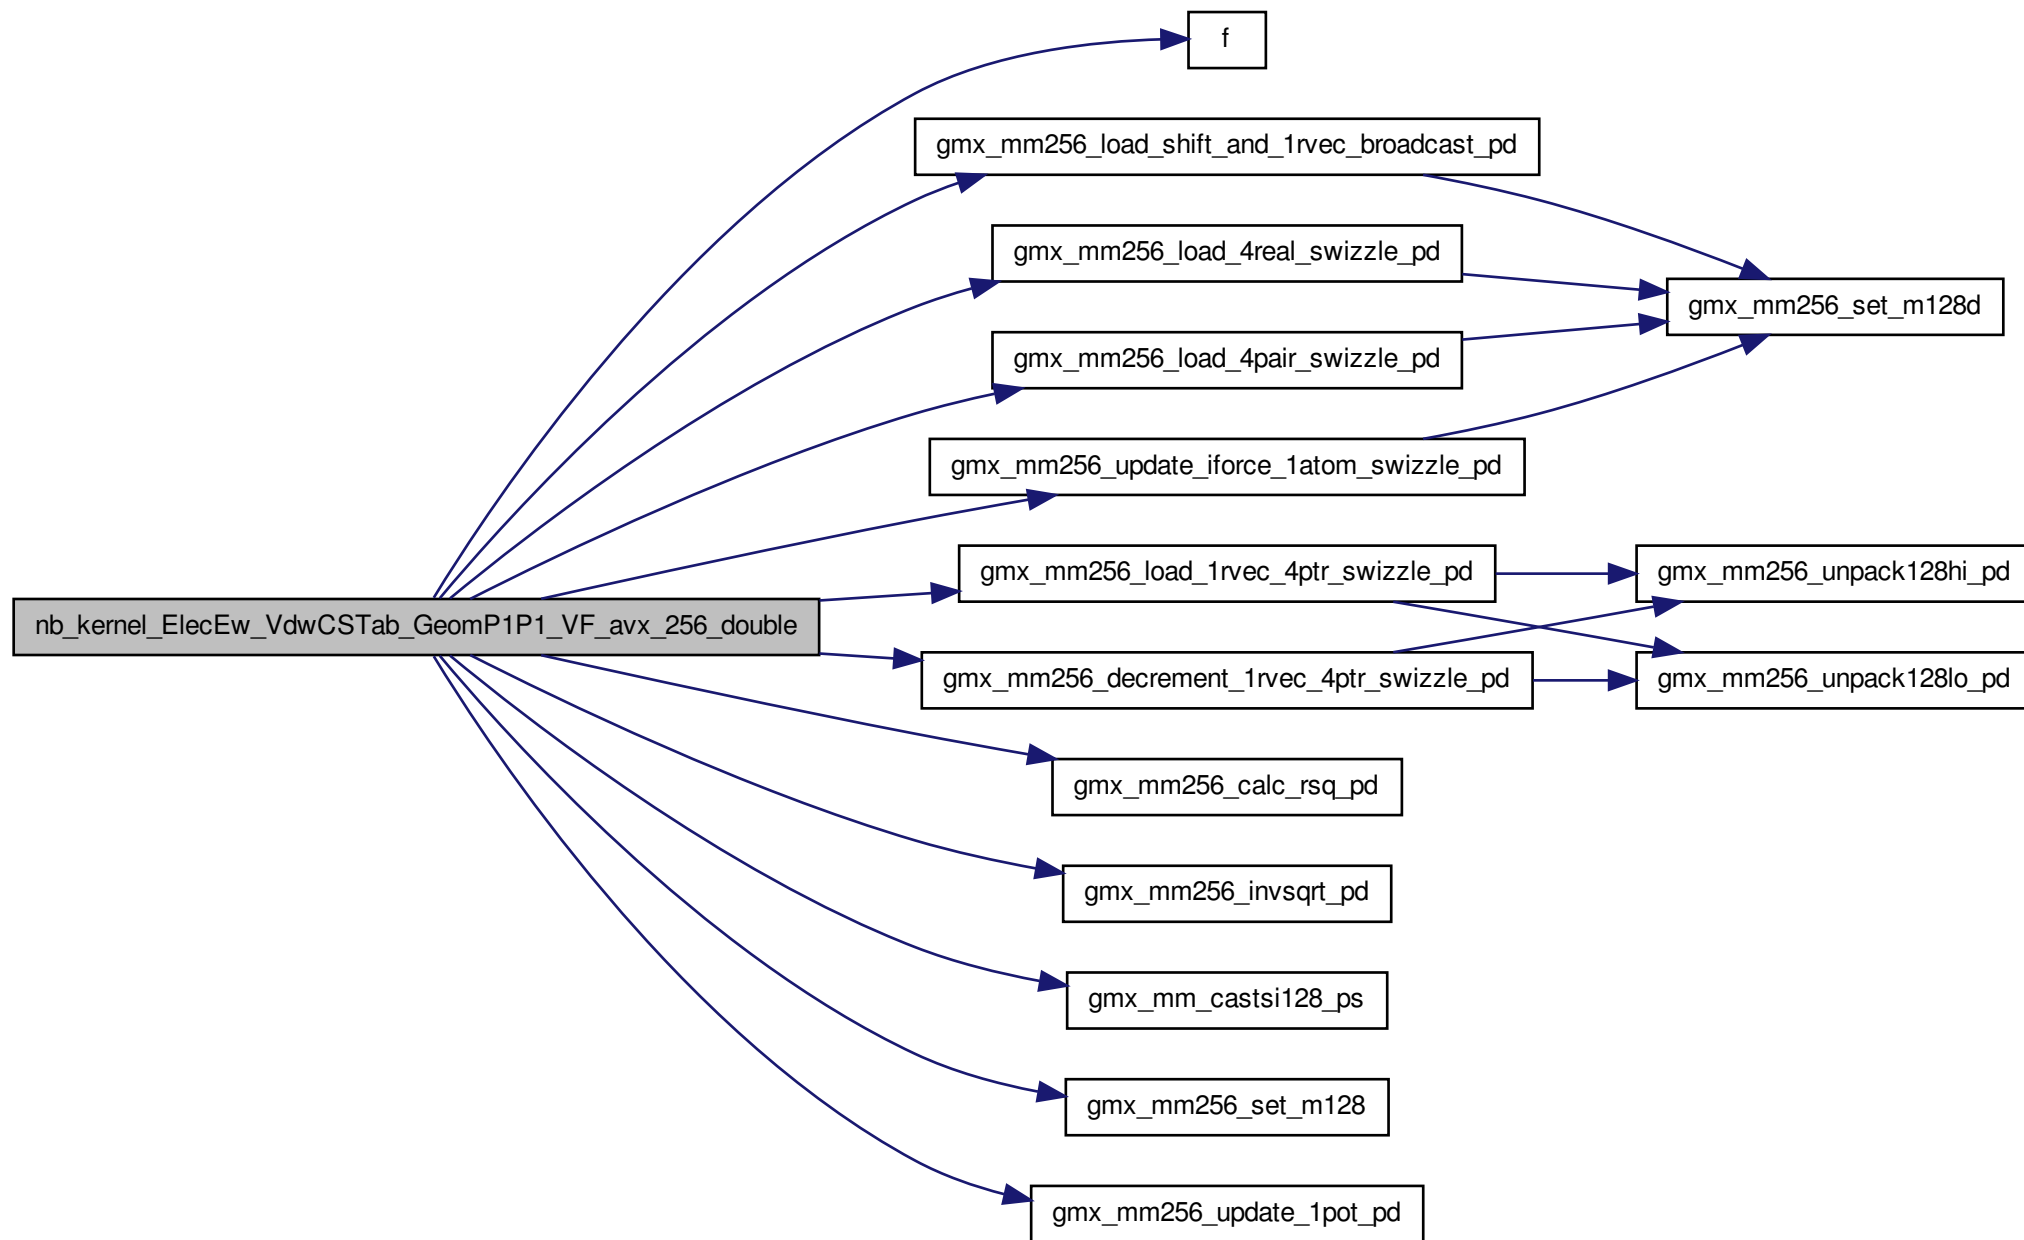 f
gmx_mm256_load_shift_and_1rvec_broadcast_pd
gmx_mm256_load_4real_swizzle_pd
gmx_mm256_set_m128d
gmx_mm256_load_4pair_swizzle_pd
gmx_mm256_update_iforce_1atom_swizzle_pd
gmx_mm256_load_1rvec_4ptr_swizzle_pd
gmx_mm256_unpack128hi_pd
nb_kernel_ElecEw_VdwCSTab_GeomP1P1_VF_avx_256_double
gmx_mm256_decrement_1rvec_4ptr_swizzle_pd
gmx_mm256_unpack128lo_pd
gmx_mm256_calc_rsq_pd
gmx_mm256_invsqrt_pd
gmx_mm_castsi128_ps
gmx_mm256_set_m128
gmx_mm256_update_1pot_pd